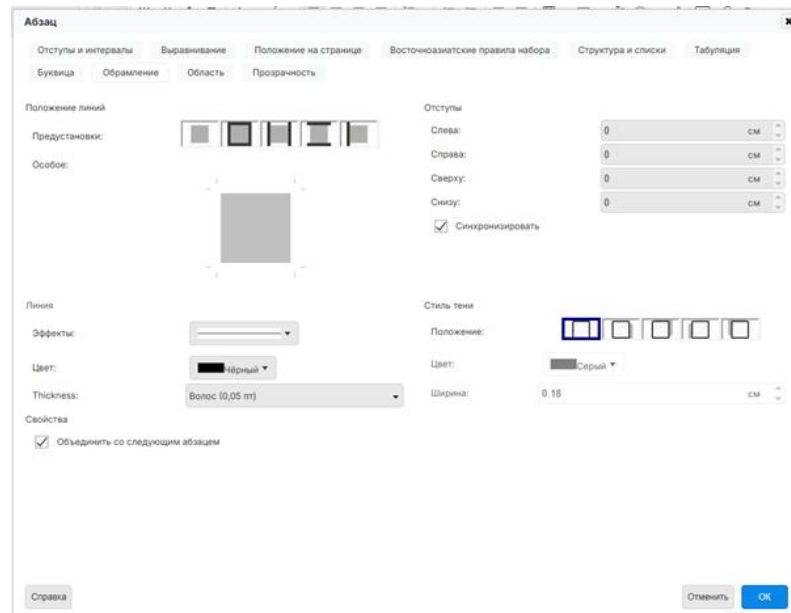 Абзац
Отступы и интервалы Выравнивание Положение на странице Восточноазиатские правила набора Структура и списки Табуляция
Буквица Обрамление Область Прозрачность
Положение линий
Предустановки:
Особое:
Отступы
Слева: 0 см
Справа: 0 см
Сверху: 0 см
Снизу: 0 см
Синхронизировать
Линия
Эффекты:
Цвет: Чёрный
Thickness: Волос (0,05 пт)
Стиль тени
Положение:
Цвет: Серый
Ширина: 0.18 см
Свойства
Объединить со следующим абзацем
Справка Отменить ОК